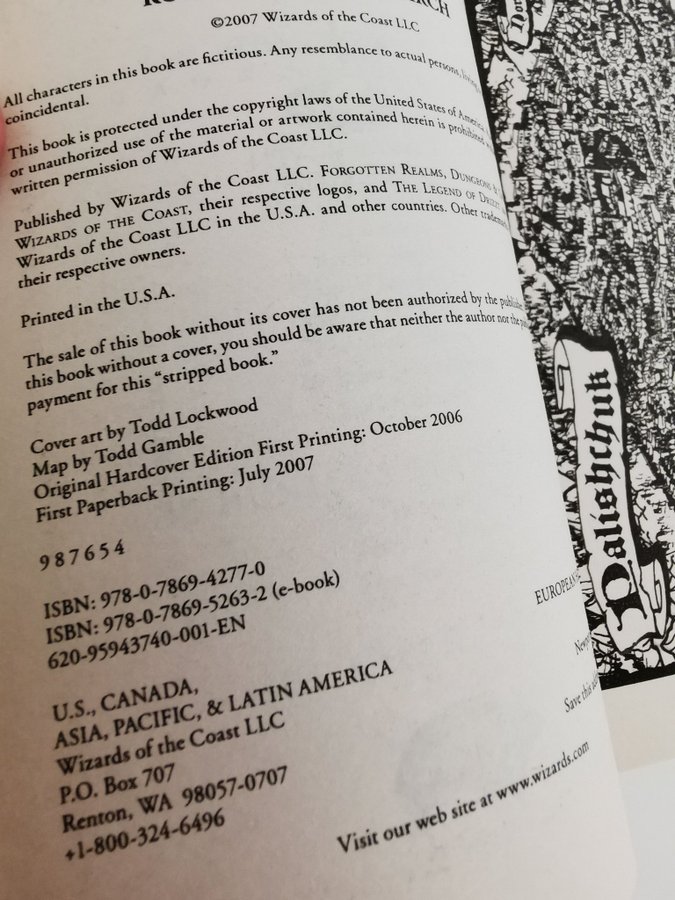 ©2007 Wizards of the Coast LLC
All characters in this book are fictitious. Any resemblance to actual persons,
coincidental.
This book is protected under the copyright laws of the United States of America.
or unauthorized use of the material or artwork contained herein is prohibited
written permission of Wizards of the Coast LLC.
Published by Wizards of the Coast LLC. FORGOTTEN REALMS, DUNGEONS &
WIZARDS OF THE COAST, their respective logos, and THE LEGEND OF
Wizards of the Coast LLC in the U.S.A. and other countries. Other
their respective owners.
Printed in the U.S.A.
The sale of this book without its cover has not been authorized by the
this book without a cover, you should be aware that neither the author nor the
payment for this “stripped book.”
Cover art by Todd Lockwood
Map by Todd Gamble
Original Hardcover Edition First Printing: October 2006
First Paperback Printing: July 2007
9 8 7 6 5 4
ISBN: 978-0-7869-4277-0
ISBN: 978-0-7869-5263-2 (e-book)
620-95943740-001-EN
U.S., CANADA,
ASIA, PACIFIC, & LATIN AMERICA
Wizards of the Coast LLC
P.O. Box 707
Renton, WA 98057-0707
+1-800-324-6496
EUROPEAN
Save this
Visit our web site at www.wizards.com
Palishchuk